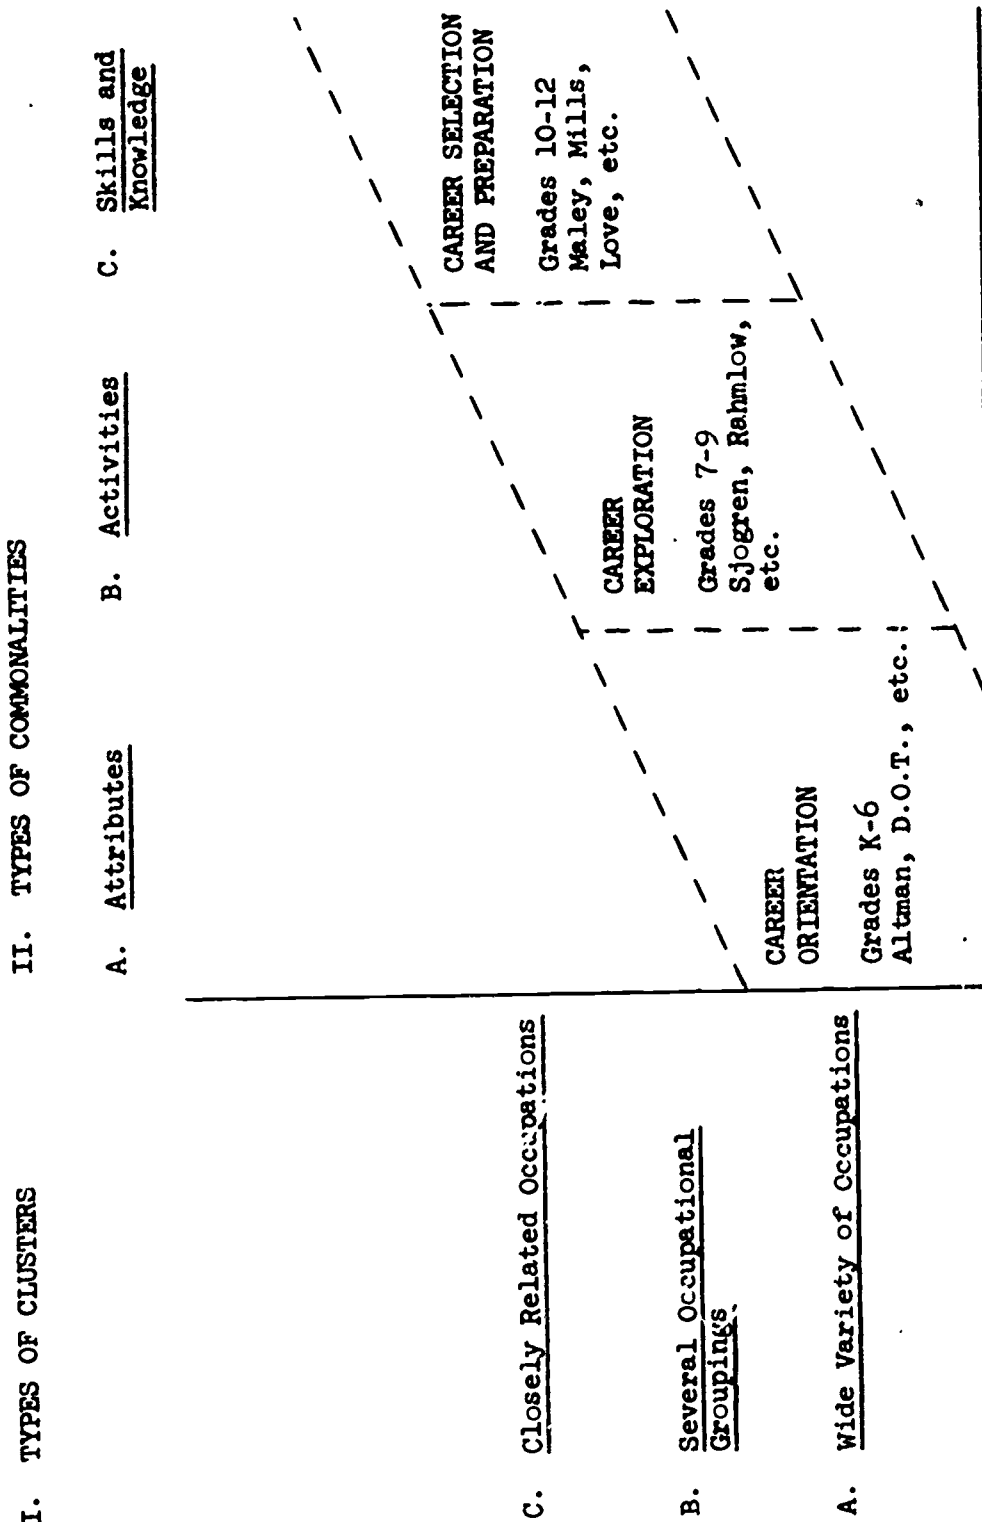 I. TYPES OF CLUSTERS
II. TYPES OF COMMONALITIES
A. Attributes
B. Activities
C. Skills and
Knowledge
C. Closely Related Occupations
B. Several Occupational
Groupings
A. Wide Variety of Occupations
CAREER
ORIENTATION
Grades K-6
Altman, D.O.T., etc.
CAREER
EXPLORATION
Grades 7-9
Sjogren, Rahmlow,
etc.
CAREER SELECTION
AND PREPARATION
Grades 10-12
Maley, Mills,
Love, etc.